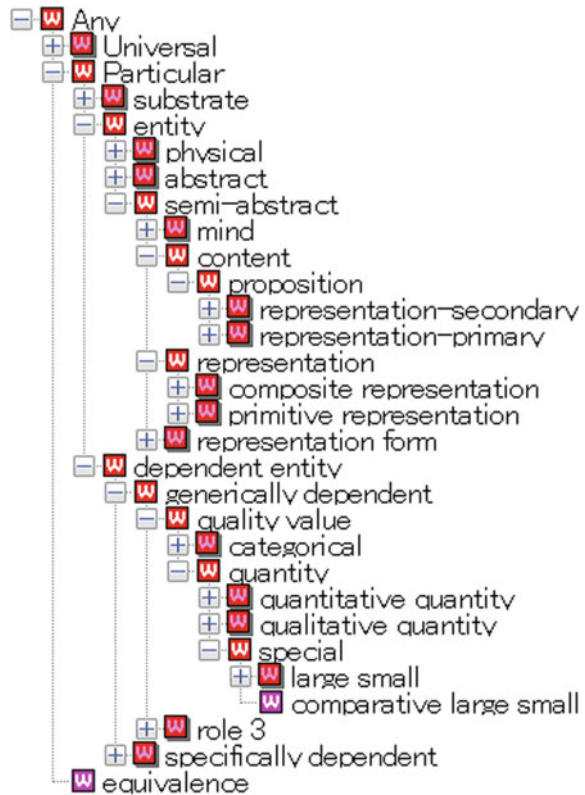 Any
Universal
Particular
substrate
entity
physical
abstract
semi-abstract
mind
content
proposition
representation-secondary
representation-primary
representation
composite representation
primitive representation
representation form
dependent entity
generically dependent
quality value
categorical
quantity
quantitative quantity
qualitative quantity
special
large small
comparative large small
role 3
specifically dependent
equivalence